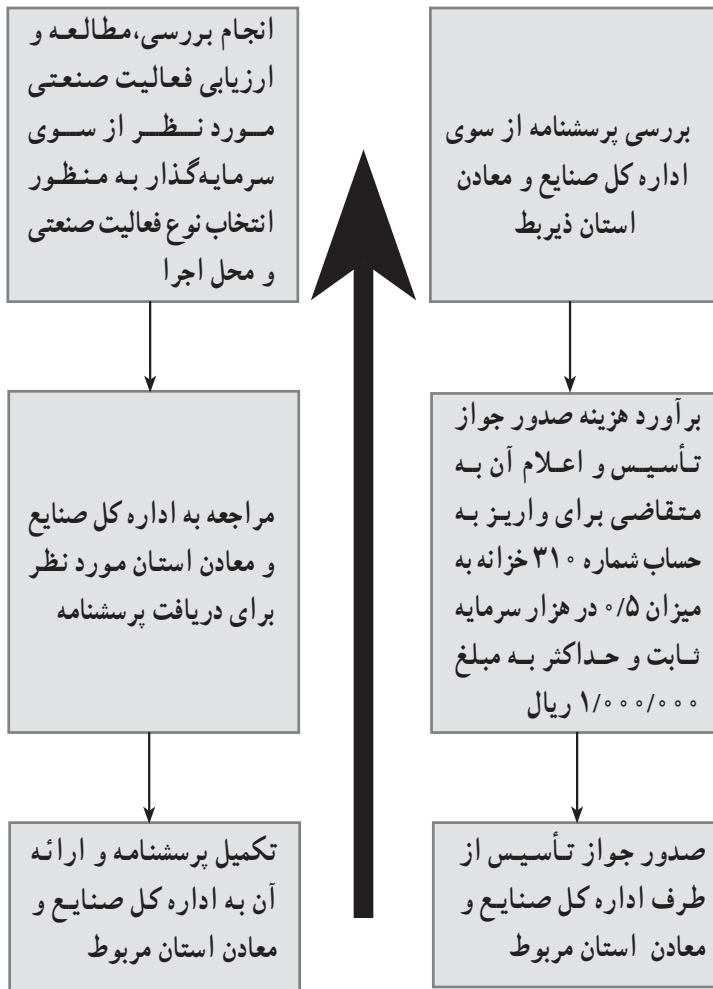 انجام بررسی،مطالعه و
ارزیابی فعالیت صنعتی
مورد نظر از سوی
سرمایه‌گذار به منظور
انتخاب نوع فعالیت صنعتی
و محل اجرا
مراجعه به اداره کل صنایع
و معادن استان مورد نظر
برای دریافت پرسشنامه
تکمیل پرسشنامه و ارائه
آن به اداره کل صنایع و
معادن استان مربوط
بررسی پرسشنامه از سوی
اداره کل صنایع و معادن
استان ذیربط
برآورد هزینه صدور جواز
تأسیس و اعلام آن به
متقاضی برای واریز به
حساب شماره ۳۱۰ خزانه به
میزان ۰/۵ در هزار سرمایه
ثابت و حداکثر به مبلغ
۱/۰۰۰/۰۰۰ ریال
صدور جواز تأسیس از
طرف اداره کل صنایع و
معادن استان مربوط